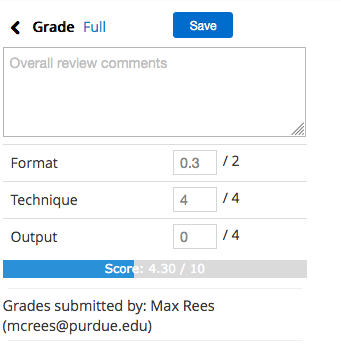 Grade Full Save
Overall review comments
Format 0.3 / 2
Technique 4 / 4
Output 0 / 4
Score: 4.30 / 10
Grades submitted by: Max Rees
(mcrees@purdue.edu)